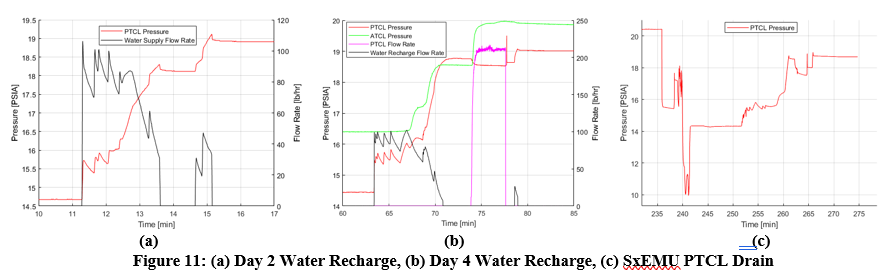 19.5
19
18.5
18
17.5
17
16.5
16
15.5
15
14.5
Pressure [PSIA]
PTCL Pressure
Water Supply Flow Rate
120
100
80
60
40
20
0
Flow Rate [lb/hr]
10 11 12 13 14 15 16 17
Time [min]
(a)
20
19
18
17
16
15
14
Pressure [PSIA]
PTCL Pressure
ATCL Pressure
PTCL Flow Rate
Water Recharge Flow Rate
250
200
150
100
50
0
Flow Rate [lb/hr]
60 65 70 75 80 85
Time [min]
(b)
20
18
16
14
12
10
Pressure [PSIA]
PTCL Pressure
235 240 245 250 255 260 265 270 275
Time [min]
(c)
Figure 11: (a) Day 2 Water Recharge, (b) Day 4 Water Recharge, (c) SxEMU PTCL Drain